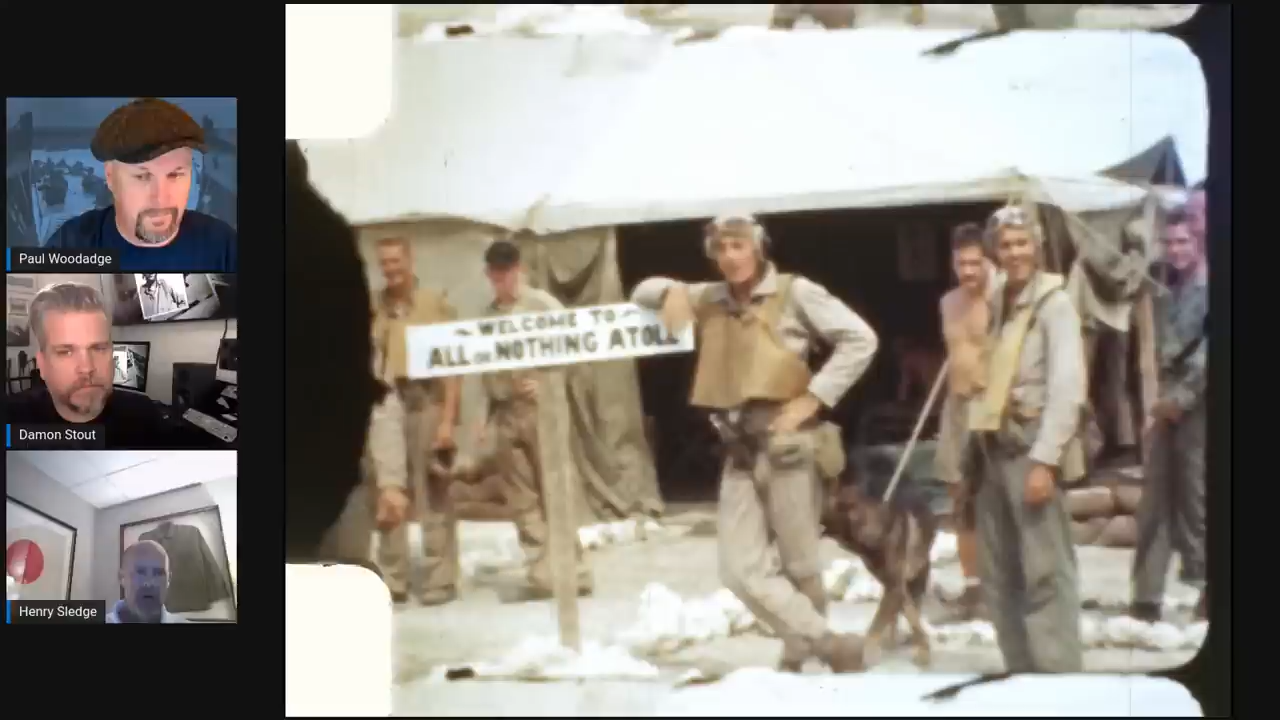 Paul Woodadge
Damon Stout
Henry Sledge
~ WELCOME TO ~
ALL OR NOTHING ATOLL